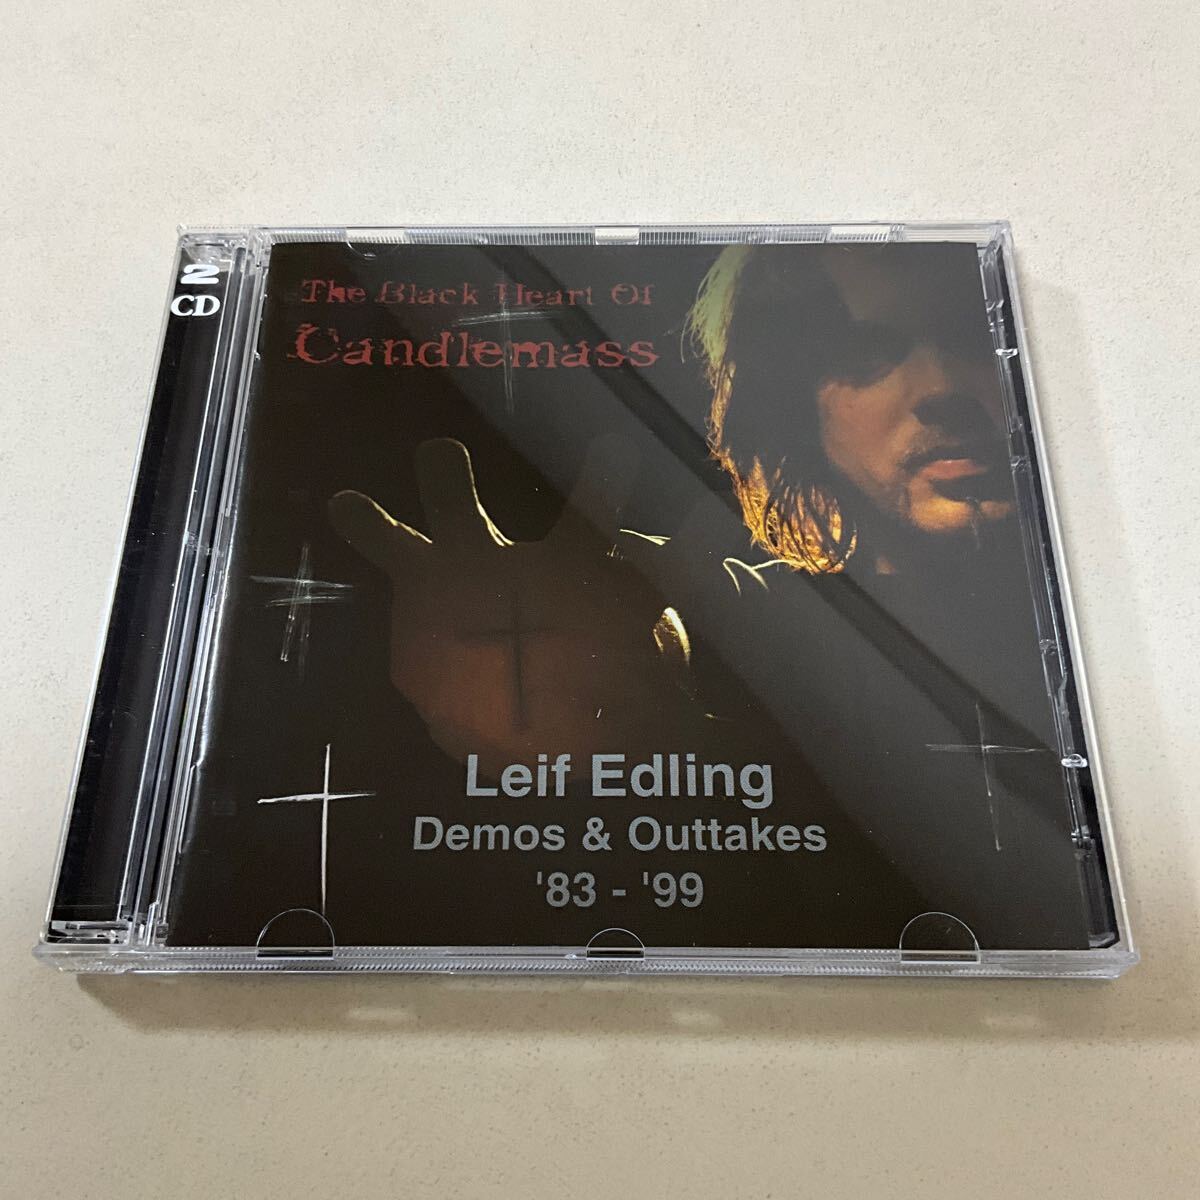 2
CD
The Black Heart Of
Candlemass
Leif Edling
Demos & Outtakes
'83 - '99